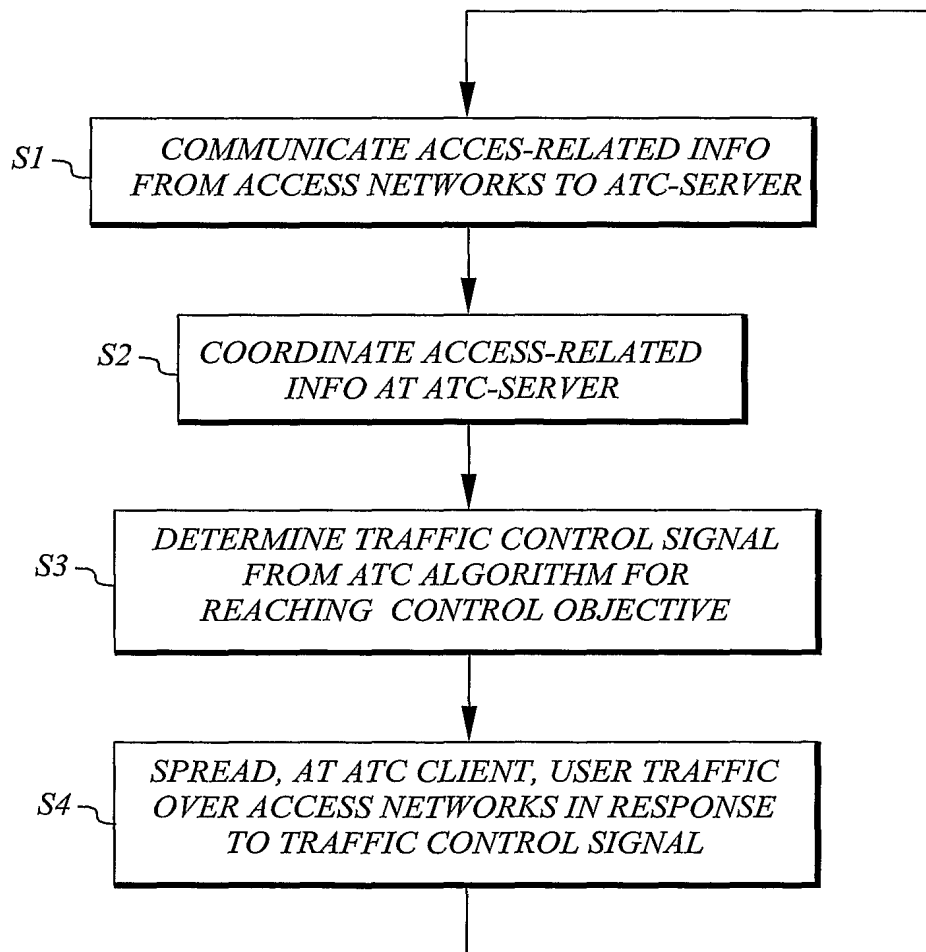 S1
COMMUNICATE ACCES-RELATED INFO
FROM ACCESS NETWORKS TO ATC-SERVER
S2
COORDINATE ACCESS-RELATED
INFO AT ATC-SERVER
S3
DETERMINE TRAFFIC CONTROL SIGNAL
FROM ATC ALGORITHM FOR
REACHING CONTROL OBJECTIVE
S4
SPREAD, AT ATC CLIENT, USER TRAFFIC
OVER ACCESS NETWORKS IN RESPONSE
TO TRAFFIC CONTROL SIGNAL